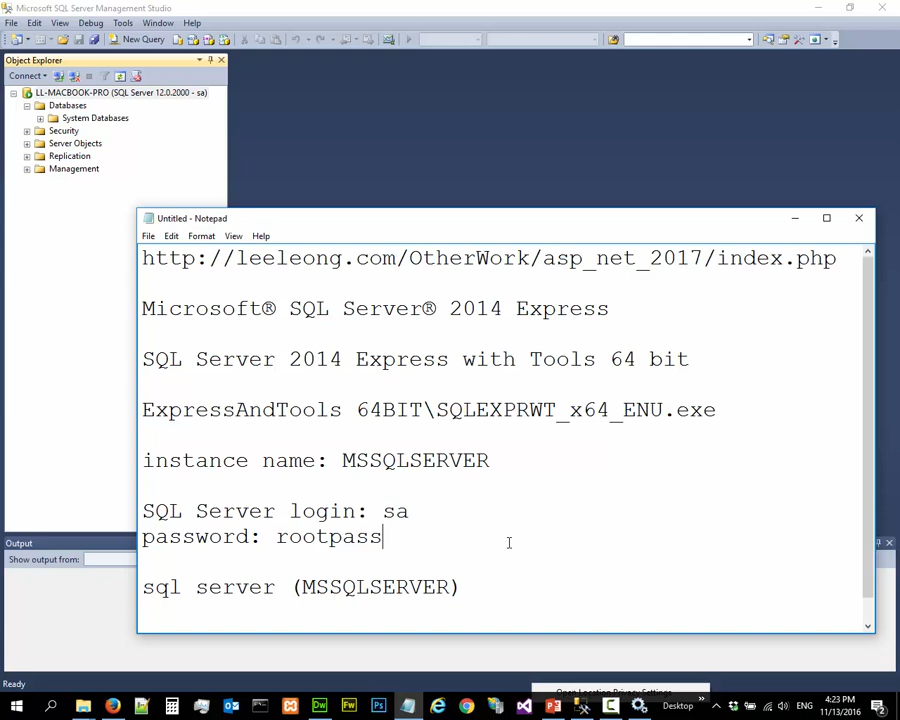 Microsoft SQL Server Management Studio
File Edit View Debug Tools Window Help
New Query
Object Explorer
Connect
LL-MACBOOK-PRO (SQL Server 12.0.2000 - sa)
Databases
System Databases
Security
Server Objects
Replication
Management
Untitled - Notepad
File Edit Format View Help
http://leeleong.com/OtherWork/asp_net_2017/index.php
Microsoft® SQL Server® 2014 Express
SQL Server 2014 Express with Tools 64 bit
ExpressAndTools 64BIT\SQLEXPRWT_x64_ENU.exe
instance name: MSSQLSERVER
SQL Server login: sa
password: rootpass
sql server (MSSQLSERVER)
Output
Show output from:
Ready
Open Location Privacy Settings
Desktop
4:23 PM
11/13/2016